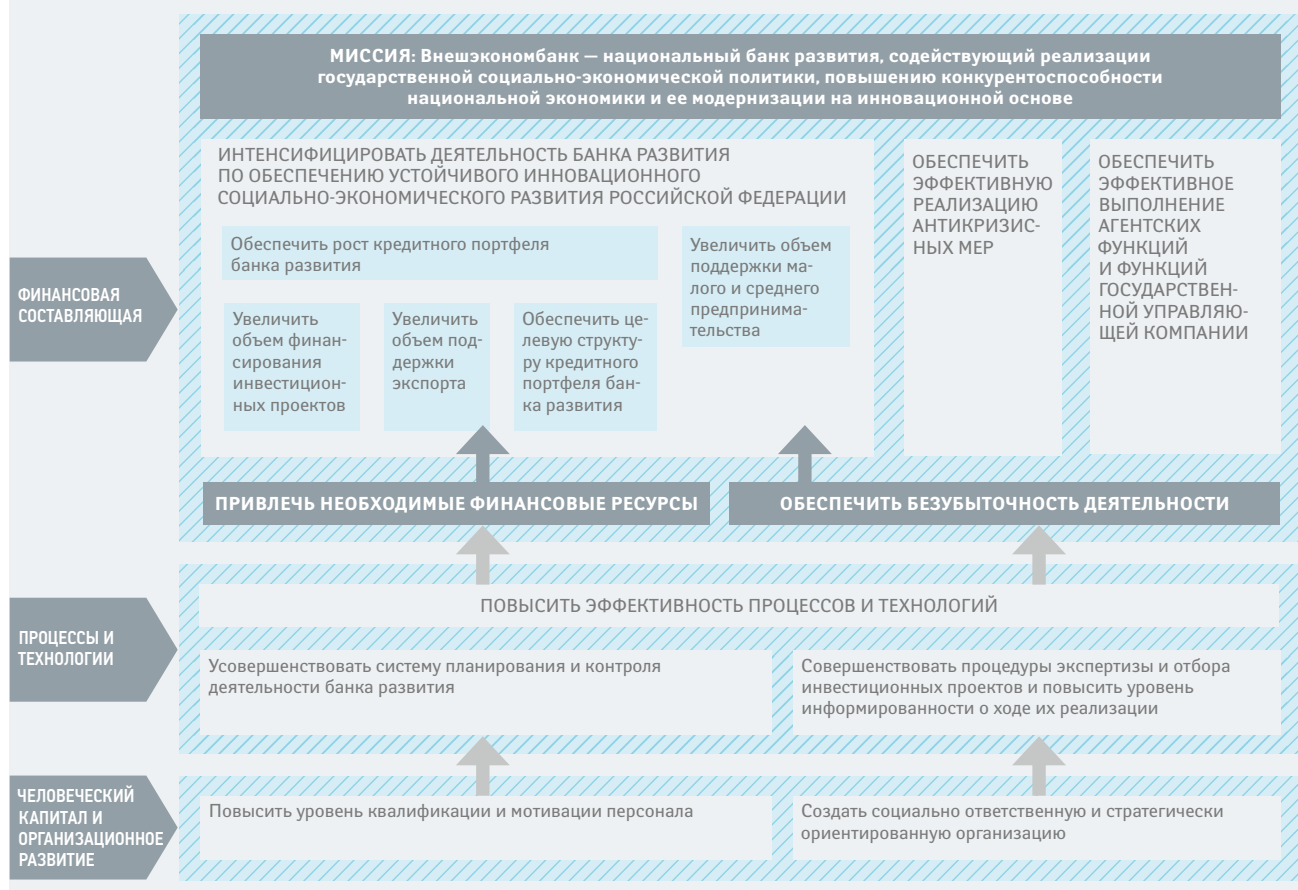 МИССИЯ: Внешэкономбанк — национальный банк развития, содействующий реализации
государственной социально-экономической политики, повышению конкурентоспособности
национальной экономики и ее модернизации на инновационной основе
ФИНАНСОВАЯ
СОСТАВЛЯЮЩАЯ
ИНТЕНСИФИЦИРОВАТЬ ДЕЯТЕЛЬНОСТЬ БАНКА РАЗВИТИЯ
ПО ОБЕСПЕЧЕНИЮ УСТОЙЧИВОГО ИННОВАЦИОННОГО
СОЦИАЛЬНО-ЭКОНОМИЧЕСКОГО РАЗВИТИЯ РОССИЙСКОЙ ФЕДЕРАЦИИ
Обеспечить рост кредитного портфеля
банка развития
Увеличить
объем финан-
сирования
инвестицион-
ных проектов
Увеличить
объем под-
держки
экспорта
Обеспечить це-
левую структу-
ру кредитного
портфеля бан-
ка развития
Увеличить объем
поддержки ма-
лого и среднего
предпринима-
тельства
ОБЕСПЕЧИТЬ
ЭФФЕКТИВНУЮ
РЕАЛИЗАЦИЮ
АНТИКРИЗИС-
НЫХ МЕР
ОБЕСПЕЧИТЬ
ЭФФЕКТИВНОЕ
ВЫПОЛНЕНИЕ
АГЕНТСКИХ
ФУНКЦИЙ
И ФУНКЦИЙ
ГОСУДАРСТВЕН-
НОЙ УПРАВЛЯЮ-
ЩЕЙ КОМПАНИИ
ПРИВЛЕЧЬ НЕОБХОДИМЫЕ ФИНАНСОВЫЕ РЕСУРСЫ
ОБЕСПЕЧИТЬ БЕЗУБЫТОЧНОСТЬ ДЕЯТЕЛЬНОСТИ
ПРОЦЕССЫ И
ТЕХНОЛОГИИ
ПОВЫСИТЬ ЭФФЕКТИВНОСТЬ ПРОЦЕССОВ И ТЕХНОЛОГИЙ
Усовершенствовать систему планирования и контроля
деятельности банка развития
Совершенствовать процедуры экспертизы и отбора
инвестиционных проектов и повысить уровень
информированности о ходе их реализации
ЧЕЛОВЕЧЕСКИЙ
КАПИТАЛ И
ОРГАНИЗАЦИОННОЕ
РАЗВИТИЕ
Повысить уровень квалификации и мотивации персонала
Создать социально ответственную и стратегически
ориентированную организацию